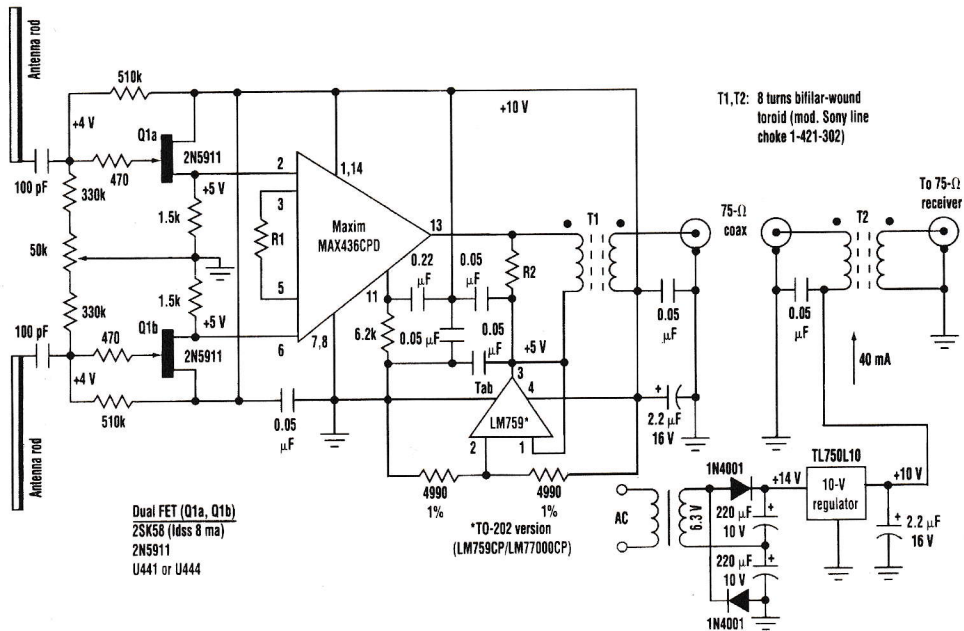 Antenna rod
510k
+4 V
Q1a
2N5911
100 pF
470
330k
+5 V
1.5k
50k
1.5k
330k
+5 V
100 pF
470
Q1b
2N5911
+4 V
510k
Antenna rod
0.05
µF
2
3
R1
5
6
1,14
Maxim
MAX436CPD
13
11
7,8
+10 V
0.22
µF
0.05
µF
R2
6.2k
0.05 µF
0.05
µF
+5 V
3
Tab
4
LM759*
2
1
4990
1%
4990
1%
*TO-202 version
(LM759CP/LM77000CP)
T1
75-Ω
coax
0.05
µF
+
2.2 µF
16 V
T1,T2: 8 turns bifilar-wound
toroid (mod. Sony line
choke 1-421-302)
To 75-Ω
receiver
T2
0.05
µF
40 mA
AC
6.3 V
1N4001
+14 V
220 µF
10 V
+
220 µF
10 V
+
1N4001
TL750L10
10-V
regulator
+10 V
+
2.2 µF
16 V
Dual FET (Q1a, Q1b)
2SK58 (Idss 8 ma)
2N5911
U441 or U444